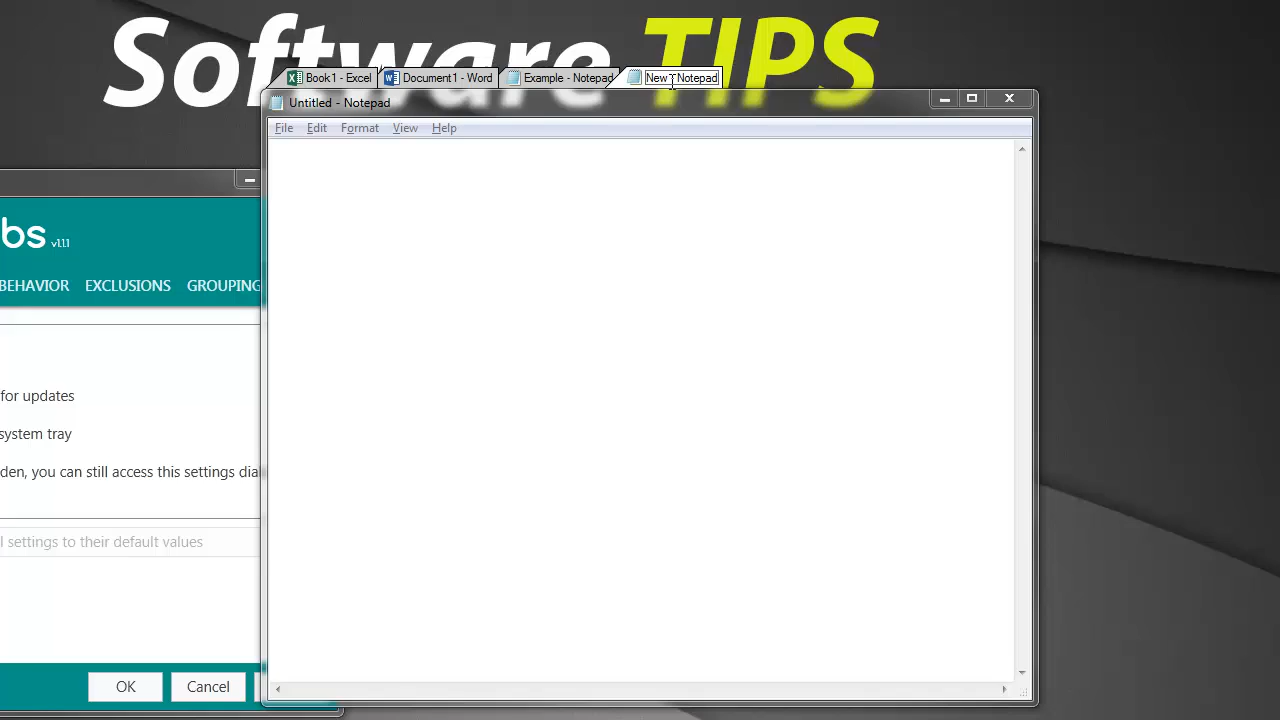 Software TIPS
Book1 - Excel
Document1 - Word
Example - Notepad
New - Notepad
Untitled - Notepad
File Edit Format View Help
bs v1.1.1
BEHAVIOR EXCLUSIONS GROUPING
for updates
system tray
den, you can still access this settings dia
l settings to their default values
OK Cancel